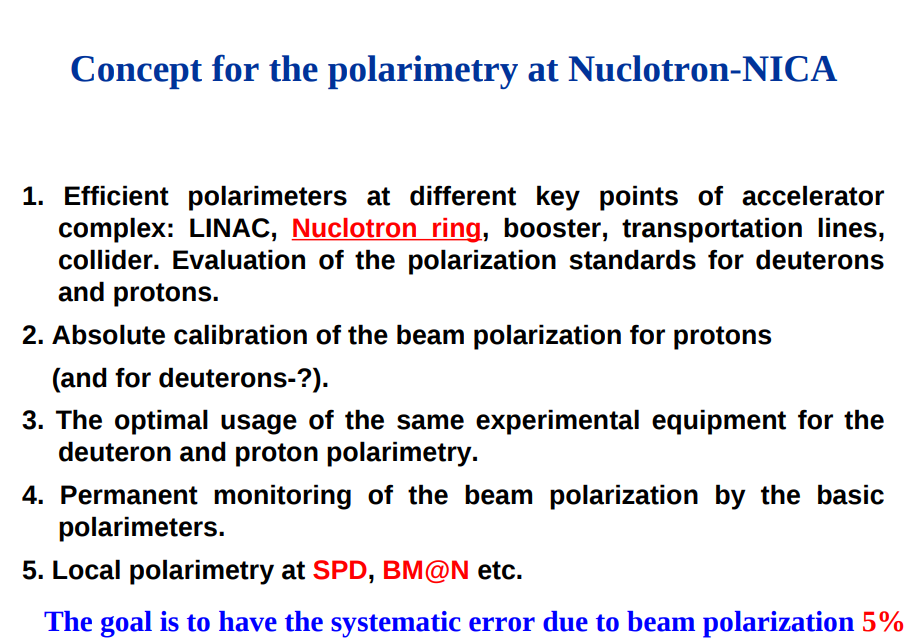 Concept for the polarimetry at Nuclotron-NICA
1. Efficient polarimeters at different key points of accelerator
complex: LINAC, Nuclotron ring, booster, transportation lines,
collider. Evaluation of the polarization standards for deuterons
and protons.
2. Absolute calibration of the beam polarization for protons
(and for deuterons-?).
3. The optimal usage of the same experimental equipment for the
deuteron and proton polarimetry.
4. Permanent monitoring of the beam polarization by the basic
polarimeters.
5. Local polarimetry at SPD, BM@N etc.
The goal is to have the systematic error due to beam polarization 5%